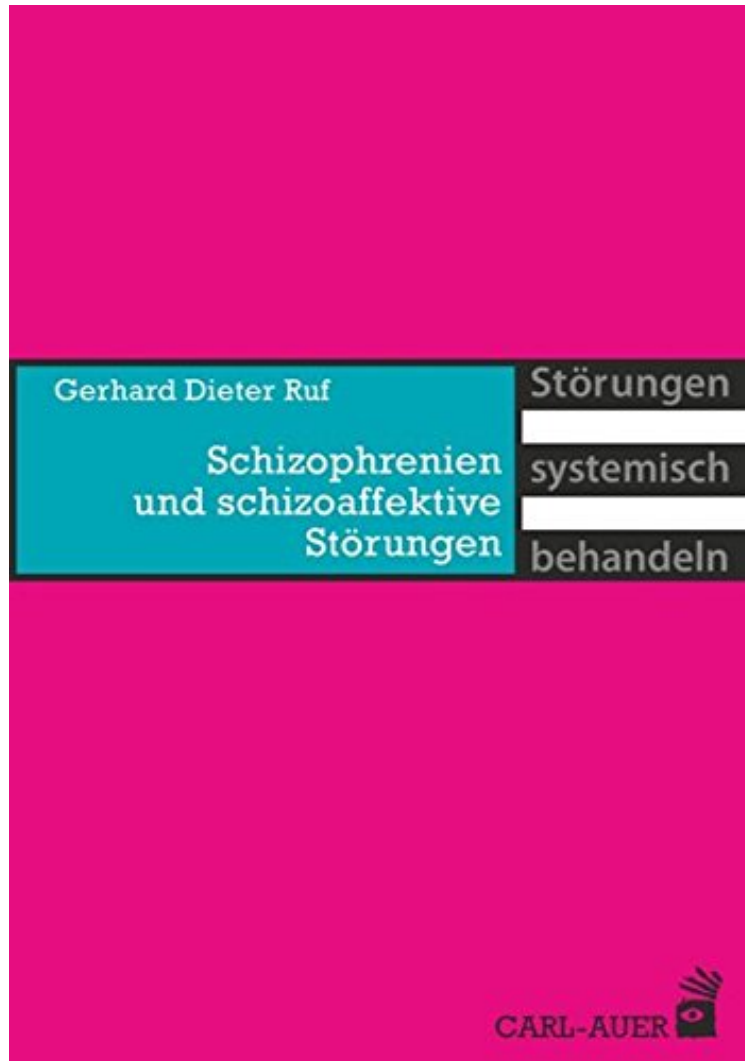 Gerhard Dieter Ruf
Schizophrenien
und schizoaffektive
Störungen
Störungen
systemisch
behandeln
CARL-AUER